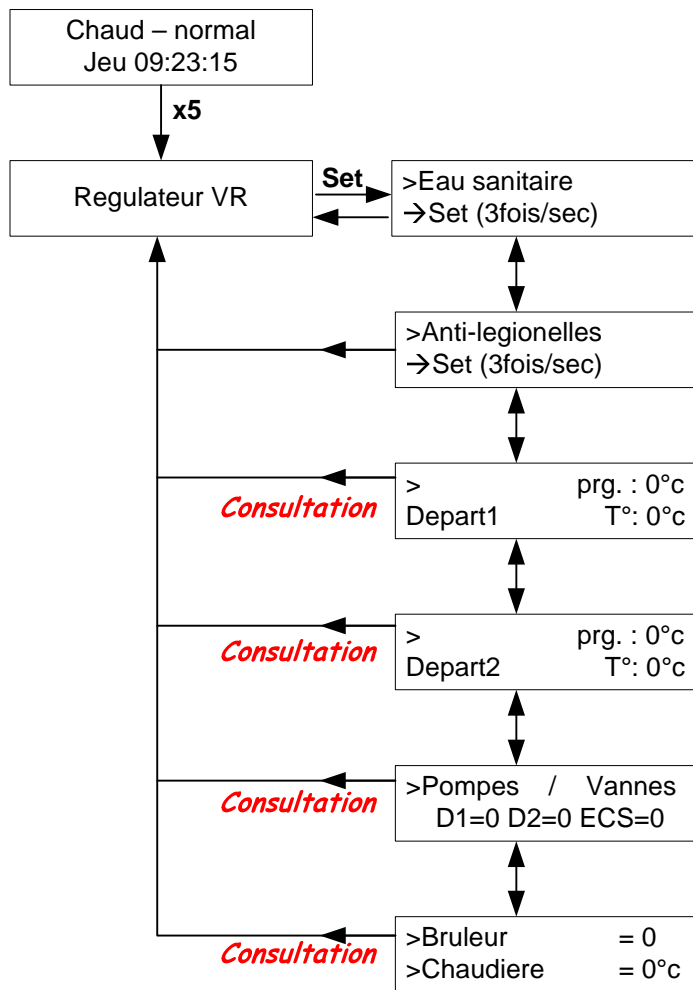 Chaud – normal
Jeu 09:23:15
x5
Regulateur VR
Set
>Eau sanitaire
→Set (3fois/sec)
>Anti-legionelles
→Set (3fois/sec)
> prg. : 0°c
Depart1 T°: 0°c
Consultation
> prg. : 0°c
Depart2 T°: 0°c
Consultation
>Pompes / Vannes
D1=0 D2=0 ECS=0
Consultation
>Bruleur = 0
>Chaudiere = 0°c
Consultation